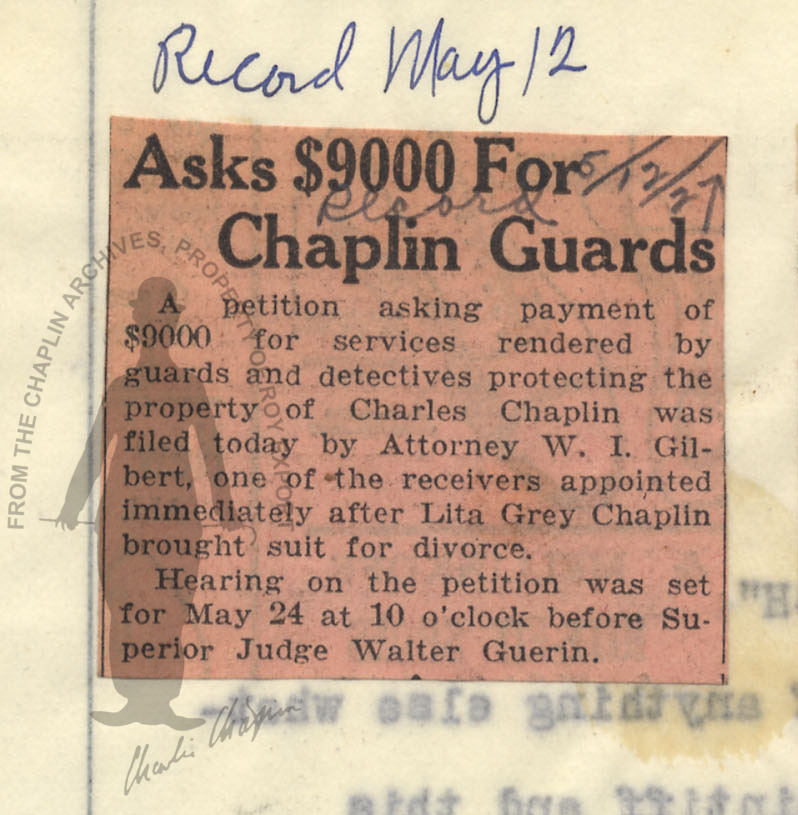 Record May 12
Asks $9000 For
5/12/27
Record
Chaplin Guards
A petition asking payment of
$9000 for services rendered by
guards and detectives protecting the
property of Charles Chaplin was
filed today by Attorney W. I. Gil-
bert, one of the receivers appointed
immediately after Lita Grey Chaplin
brought suit for divorce.
Hearing on the petition was set
for May 24 at 10 o'clock before Su-
perior Judge Walter Guerin.
FROM THE CHAPLIN ARCHIVES, PROPERTY OF ROY EXPORT
Charlie Chaplin
anything else what-
and this